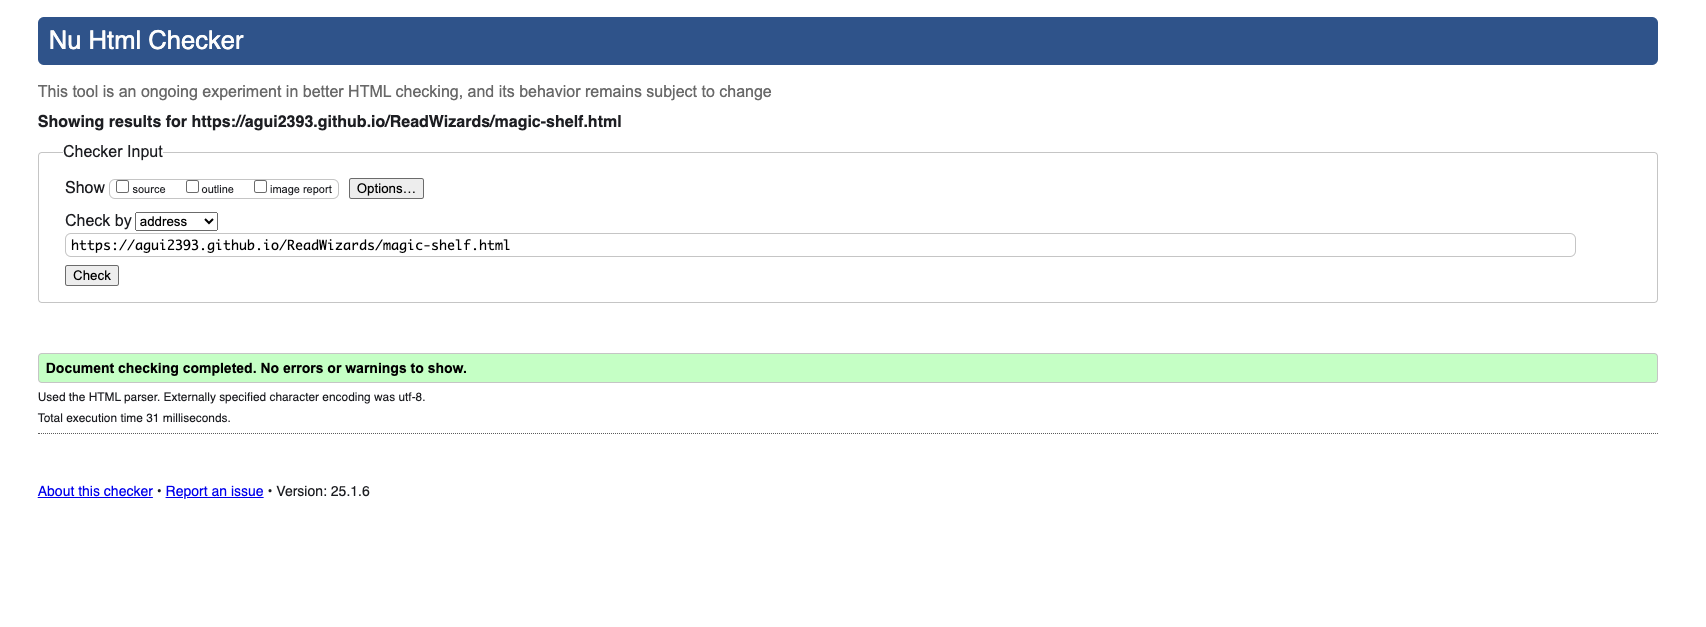 Nu Html Checker
This tool is an ongoing experiment in better HTML checking, and its behavior remains subject to change
Showing results for https://agui2393.github.io/ReadWizards/magic-shelf.html
Checker Input
Show source outline image report Options...
Check by address
https://agui2393.github.io/ReadWizards/magic-shelf.html
Check
Document checking completed. No errors or warnings to show.
Used the HTML parser. Externally specified character encoding was utf-8.
Total execution time 31 milliseconds.
About this checker • Report an issue • Version: 25.1.6